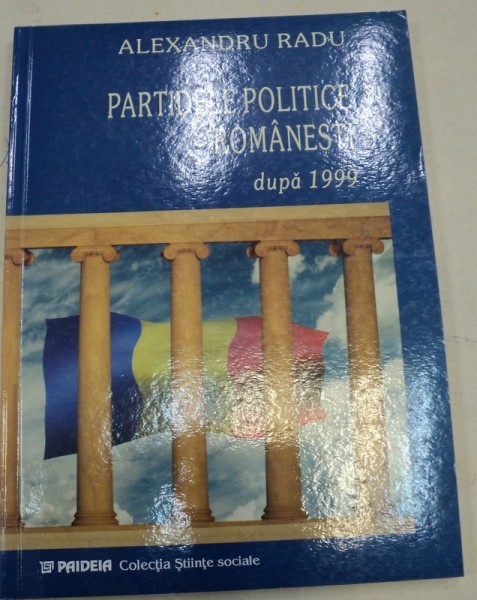 ALEXANDRU RADU
PARTIDELE POLITICE
ROMÂNEȘTI
după 1999
PAIDEIA Colecția Științe sociale